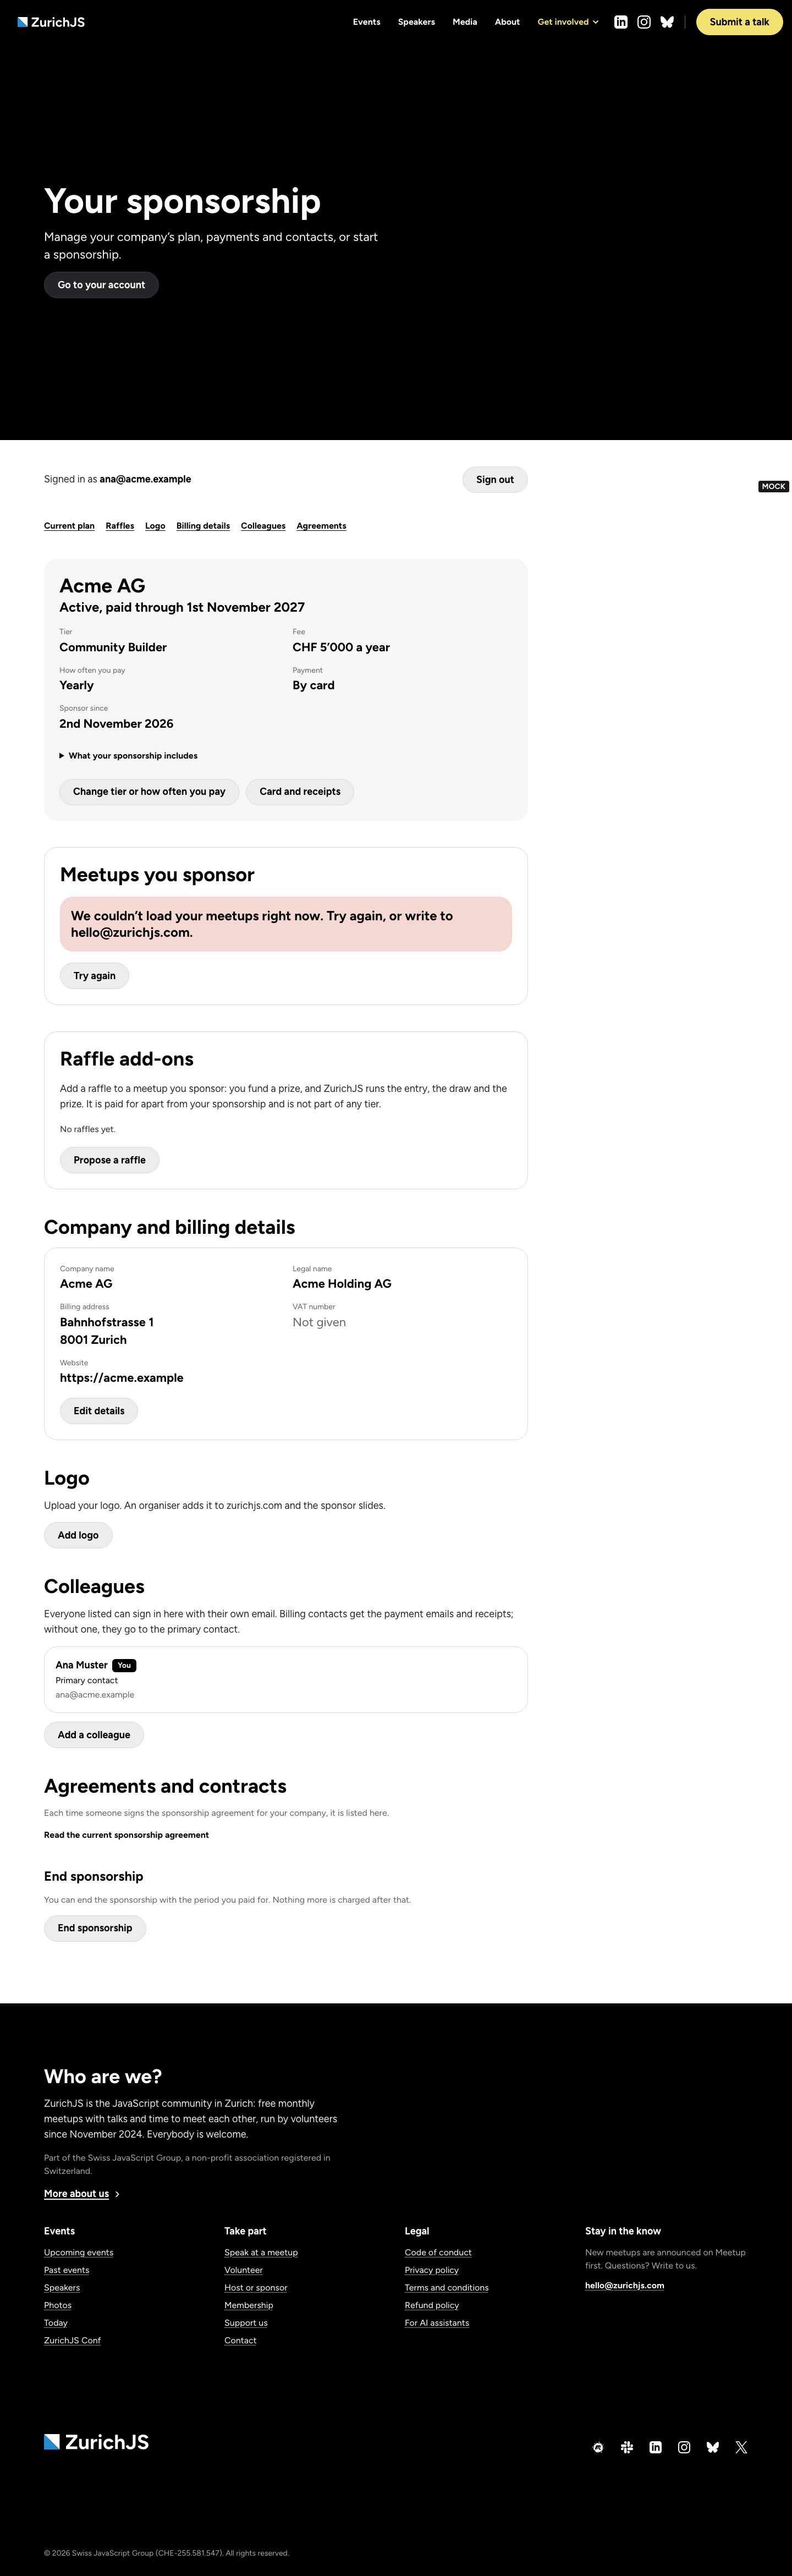 ZurichJS
Events
Speakers
Media
About
Get involved
Submit a talk
Your sponsorship
Manage your company’s plan, payments and contacts, or start
a sponsorship.
Go to your account
Signed in as ana@acme.example
Sign out
MOCK
Current plan
Raffles
Logo
Billing details
Colleagues
Agreements
Acme AG
Active, paid through 1st November 2027
Tier
Community Builder
Fee
CHF 5’000 a year
How often you pay
Yearly
Payment
By card
Sponsor since
2nd November 2026
What your sponsorship includes
Change tier or how often you pay
Card and receipts
Meetups you sponsor
We couldn’t load your meetups right now. Try again, or write to
hello@zurichjs.com.
Try again
Raffle add-ons
Add a raffle to a meetup you sponsor: you fund a prize, and ZurichJS runs the entry, the draw and the
prize. It is paid for apart from your sponsorship and is not part of any tier.
No raffles yet.
Propose a raffle
Company and billing details
Company name
Acme AG
Legal name
Acme Holding AG
Billing address
Bahnhofstrasse 1
8001 Zurich
VAT number
Not given
Website
https://acme.example
Edit details
Logo
Upload your logo. An organiser adds it to zurichjs.com and the sponsor slides.
Add logo
Colleagues
Everyone listed can sign in here with their own email. Billing contacts get the payment emails and receipts;
without one, they go to the primary contact.
Ana Muster
You
Primary contact
ana@acme.example
Add a colleague
Agreements and contracts
Each time someone signs the sponsorship agreement for your company, it is listed here.
Read the current sponsorship agreement
End sponsorship
You can end the sponsorship with the period you paid for. Nothing more is charged after that.
End sponsorship
Who are we?
ZurichJS is the JavaScript community in Zurich: free monthly
meetups with talks and time to meet each other, run by volunteers
since November 2024. Everybody is welcome.
Part of the Swiss JavaScript Group, a non-profit association registered in
Switzerland.
More about us
Events
Upcoming events
Past events
Speakers
Photos
Today
ZurichJS Conf
Take part
Speak at a meetup
Volunteer
Host or sponsor
Membership
Support us
Contact
Legal
Code of conduct
Privacy policy
Terms and conditions
Refund policy
For AI assistants
Stay in the know
New meetups are announced on Meetup
first. Questions? Write to us.
hello@zurichjs.com
ZurichJS
© 2026 Swiss JavaScript Group (CHE-255.581.547). All rights reserved.